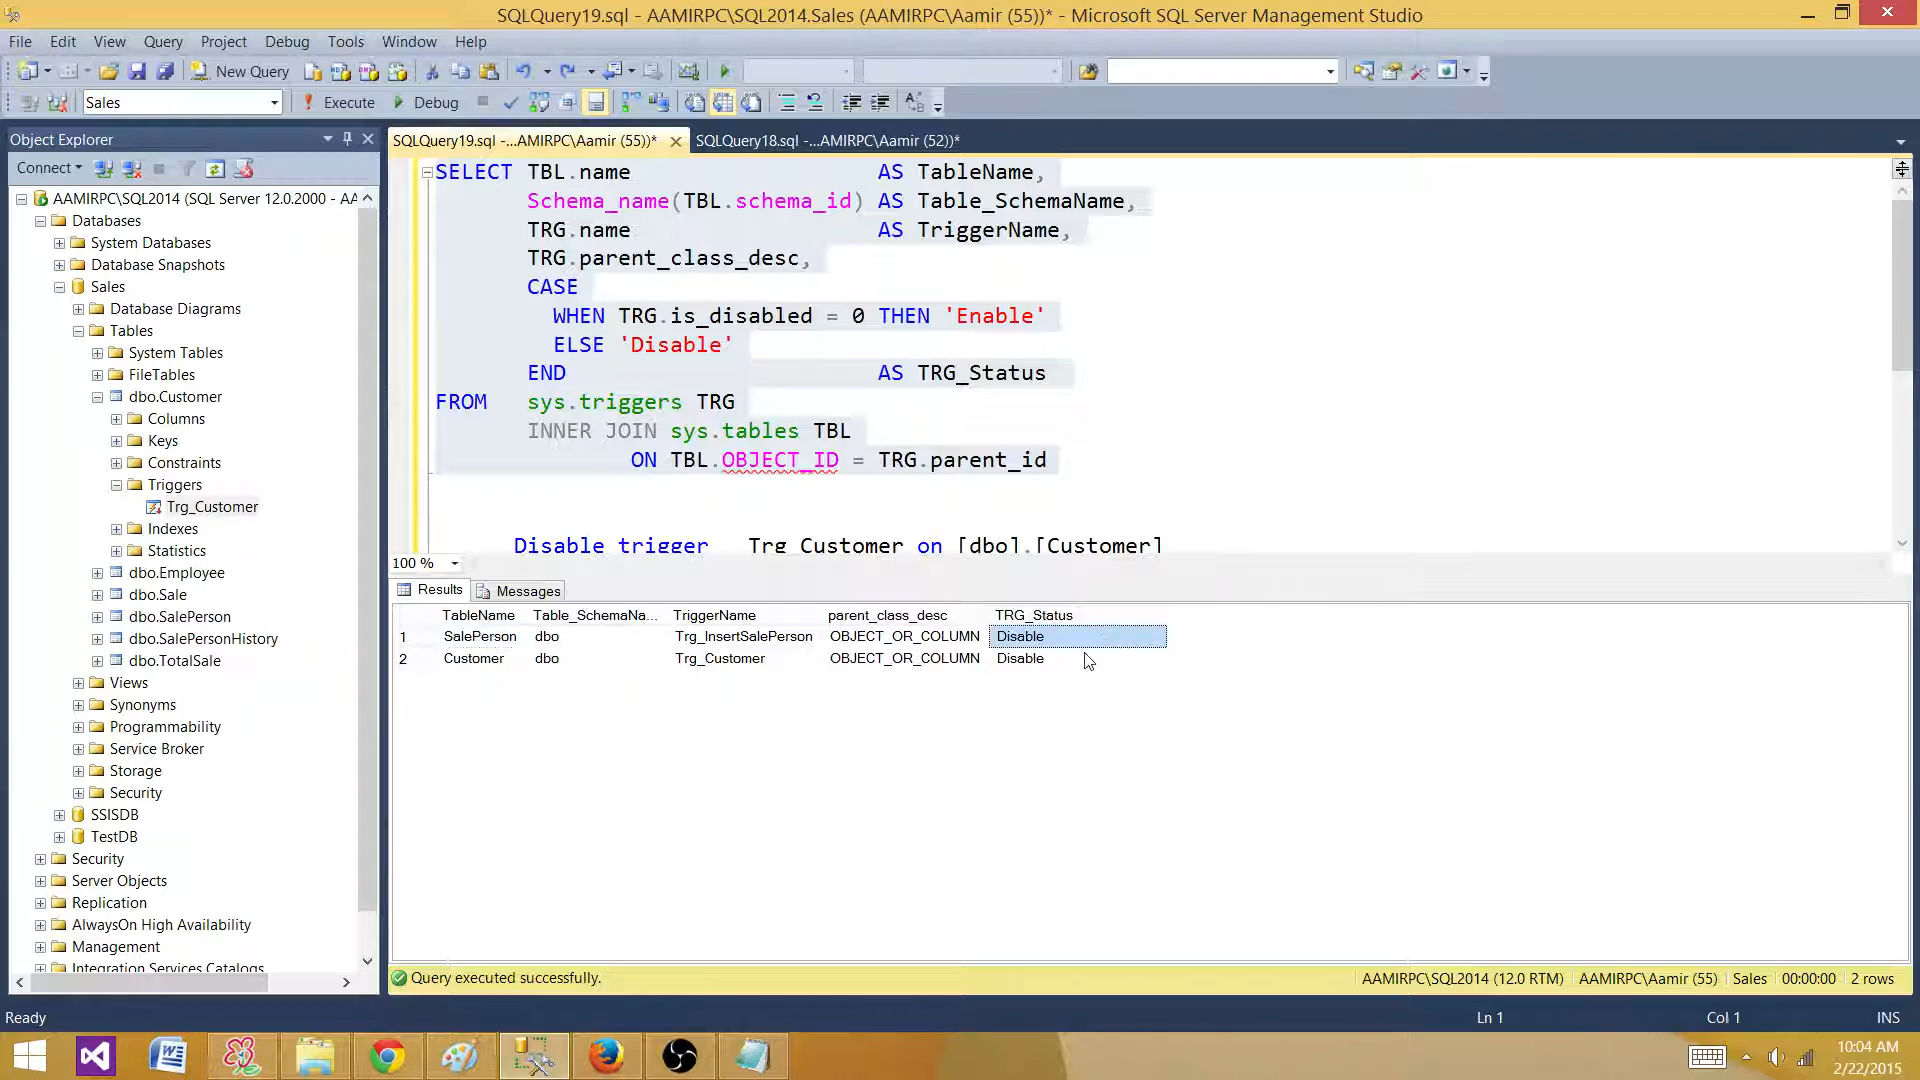 SQLQuery19.sql - AAMIRPC\SQL2014.Sales (AAMIRPC\Aamir (55))* - Microsoft SQL Server Management Studio
File Edit View Query Project Debug Tools Window Help
New Query
Sales Execute Debug
Object Explorer
SQLQuery19.sql -...AMIRPC\Aamir (55))* SQLQuery18.sql -...AMIRPC\Aamir (52))*
Connect
AAMIRPC\SQL2014 (SQL Server 12.0.2000 - AA
Databases
System Databases
Database Snapshots
Sales
Database Diagrams
Tables
System Tables
FileTables
dbo.Customer
Columns
Keys
Constraints
Triggers
Trg_Customer
Indexes
Statistics
dbo.Employee
dbo.Sale
dbo.SalePerson
dbo.SalePersonHistory
dbo.TotalSale
Views
Synonyms
Programmability
Service Broker
Storage
Security
SSISDB
TestDB
Security
Server Objects
Replication
AlwaysOn High Availability
Management
Integration Services Catalogs
SELECT TBL.name AS TableName,
Schema_name(TBL.schema_id) AS Table_SchemaName,
TRG.name AS TriggerName,
TRG.parent_class_desc,
CASE
WHEN TRG.is_disabled = 0 THEN 'Enable'
ELSE 'Disable'
END AS TRG_Status
FROM sys.triggers TRG
INNER JOIN sys.tables TBL
ON TBL.OBJECT_ID = TRG.parent_id
Disable trigger Trg_Customer on [dbo].[Customer]
100 %
Results Messages
TableName Table_SchemaNa... TriggerName parent_class_desc TRG_Status
1 SalePerson dbo Trg_InsertSalePerson OBJECT_OR_COLUMN Disable
2 Customer dbo Trg_Customer OBJECT_OR_COLUMN Disable
Query executed successfully. AAMIRPC\SQL2014 (12.0 RTM) AAMIRPC\Aamir (55) Sales 00:00:00 2 rows
Ready Ln 1 Col 1 INS
10:04 AM
2/22/2015